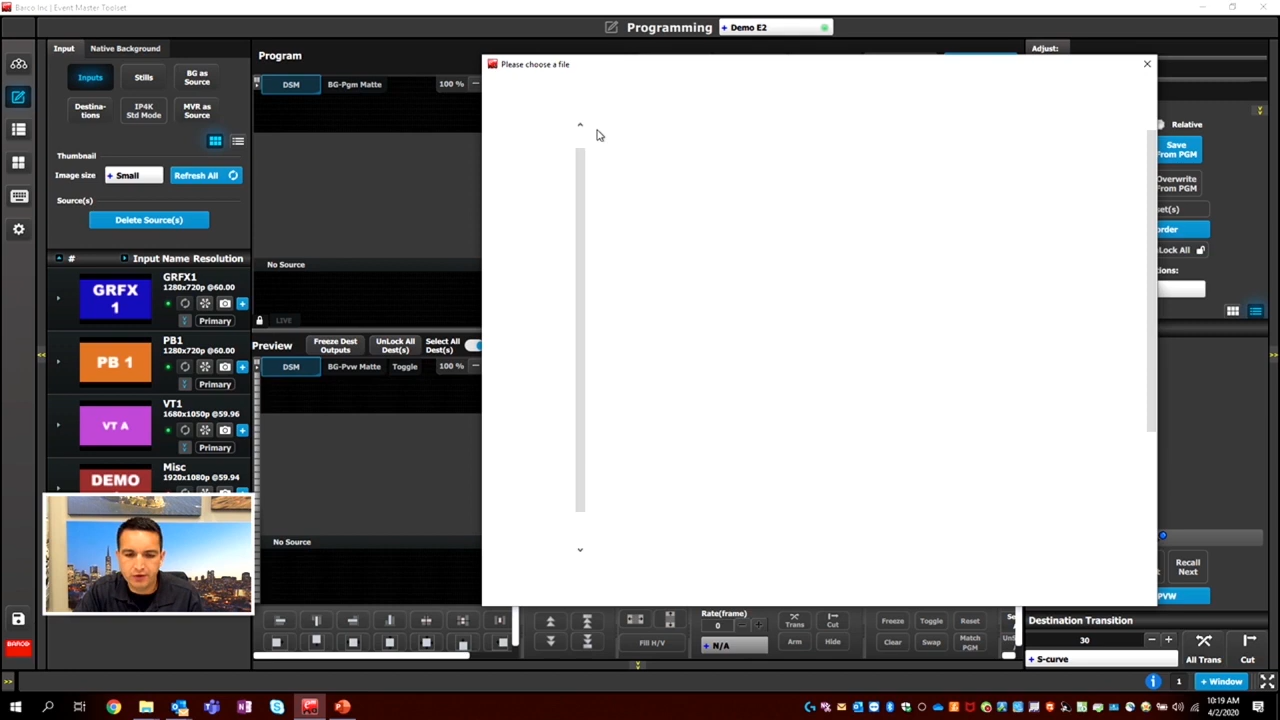 Barco Inc | Event Master Toolset
Programming
+ Demo E2
Input
Native Background
Inputs
Stills
BG as
Source
Destina-
tions
IP4K
Std Mode
MVR as
Source
Thumbnail
Image size
+ Small
Refresh All
Source(s)
Delete Source(s)
#
Input Name Resolution
GRFX
1
GRFX1
1280x720p @60.00
Primary
PB 1
PB1
1280x720p @60.00
Primary
VT A
VT1
1680x1050p @59.96
Primary
DEMO
Misc
1920x1080p @59.94
Program
DSM
BG-Pgm Matte
100 %
No Source
LIVE
Preview
Freeze Dest
Outputs
UnLock All
Dest(s)
Select All
Dest(s)
DSM
BG-Pvw Matte
Toggle
100 %
No Source
Please choose a file
Adjust:
Relative
Save
From PGM
Overwrite
From PGM
set(s)
order
Lock All
ions:
Recall
Next
PVW
Fill H/V
Rate(frame)
0
+ N/A
Trans
Cut
Arm
Hide
Freeze
Toggle
Reset
Clear
Swap
Match
PGM
Destination Transition
30
+ S-curve
All Trans
Cut
BARCO
>>
1
+ Window
10:19 AM
4/2/2020